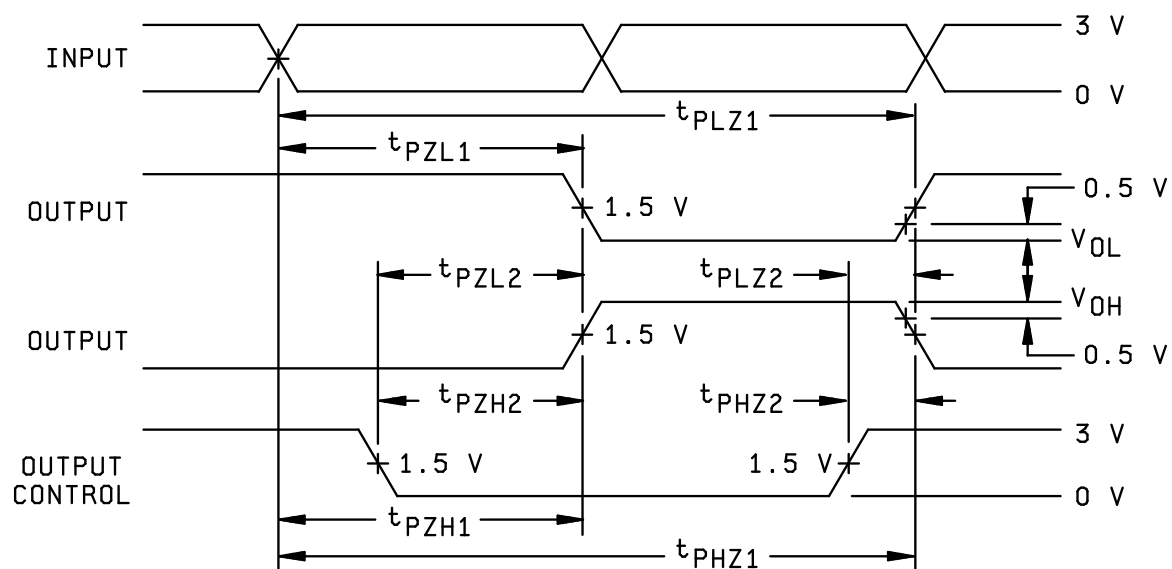 3 V
INPUT
0 V
tPLZ1
tPZL1
0.5 V
OUTPUT
1.5 V
VOL
tPZL2
tPLZ2
VOH
OUTPUT
1.5 V
0.5 V
tPZH2
tPHZ2
3 V
OUTPUT
CONTROL
1.5 V
1.5 V
0 V
tPZH1
tPHZ1